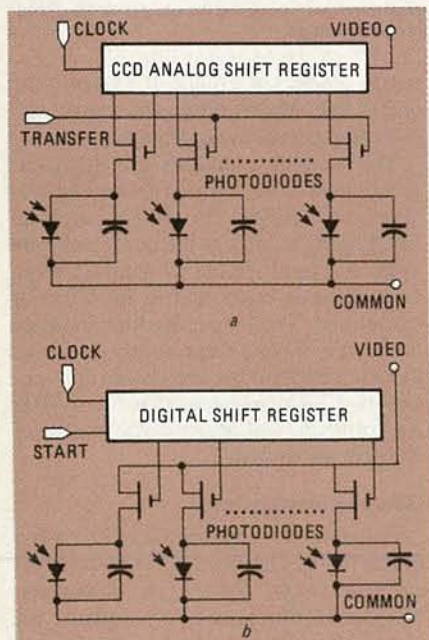 CLOCK
VIDEO
CCD ANALOG SHIFT REGISTER
TRANSFER
PHOTODIODES
COMMON
a
CLOCK
VIDEO
DIGITAL SHIFT REGISTER
START
PHOTODIODES
COMMON
b